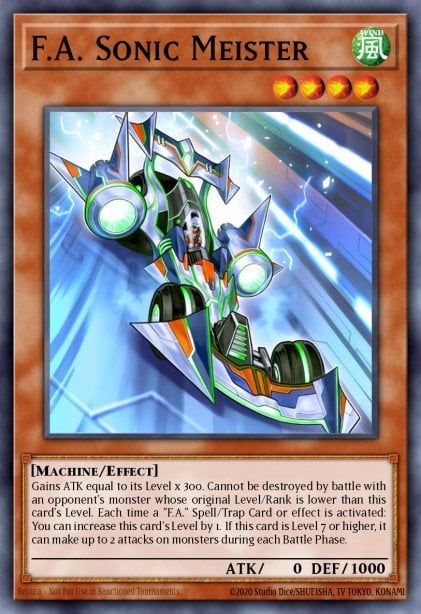 F.A. Sonic Meister
WIND
風
[Machine/Effect]
Gains ATK equal to its Level x 300. Cannot be destroyed by battle with
an opponent's monster whose original Level/Rank is lower than this
card's Level. Each time a "F.A." Spell/Trap Card or effect is activated:
You can increase this card's Level by 1. If this card is Level 7 or higher, it
can make up to 2 attacks on monsters during each Battle Phase.
ATK/ 0 DEF/1000
Replica - Not For Use in Sanctioned Tournaments
©2020 Studio Dice/SHUEISHA, TV TOKYO, KONAMI